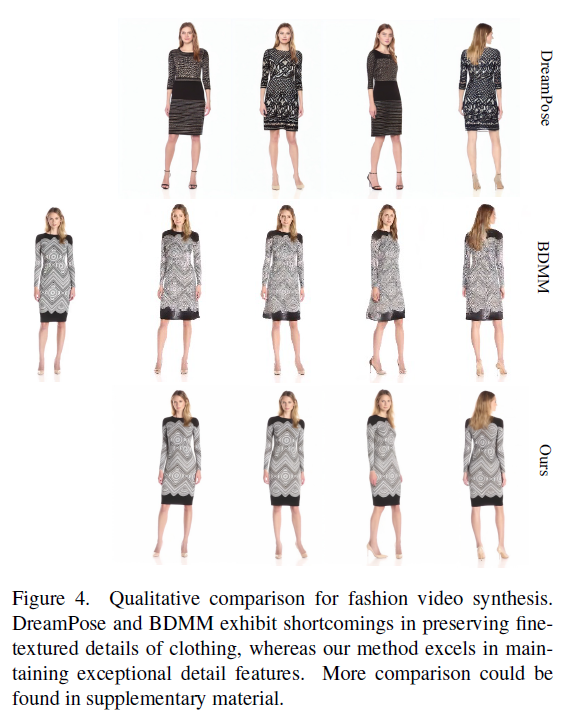 DreamPose
BDMM
Ours
Figure 4. Qualitative comparison for fashion video synthesis.
DreamPose and BDMM exhibit shortcomings in preserving fine-
textured details of clothing, whereas our method excels in main-
taining exceptional detail features. More comparison could be
found in supplementary material.